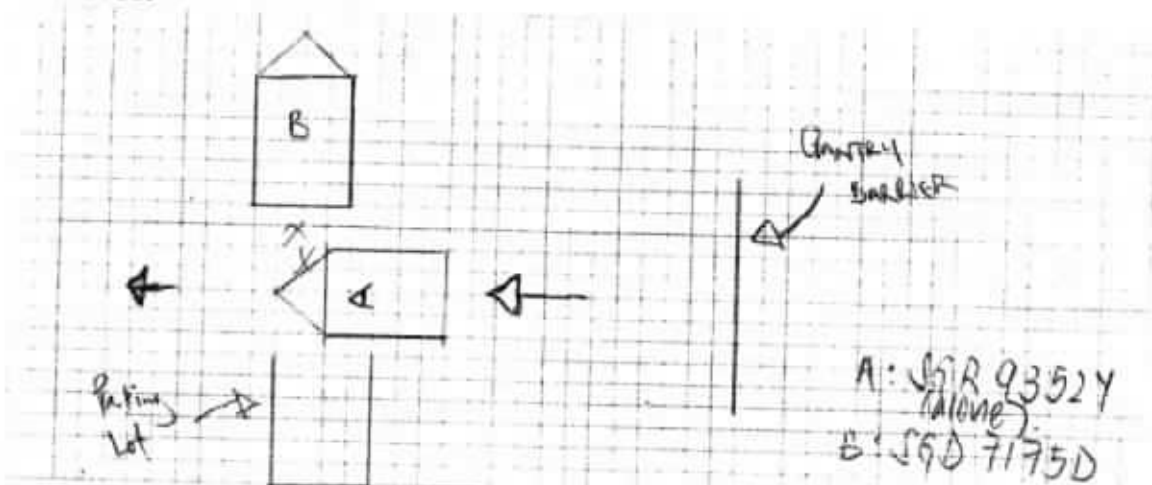 B
GANTRY
BARRIER
A
Parking
Lot
A: SGR 9352Y
(Alone)
B: SGD 7175D